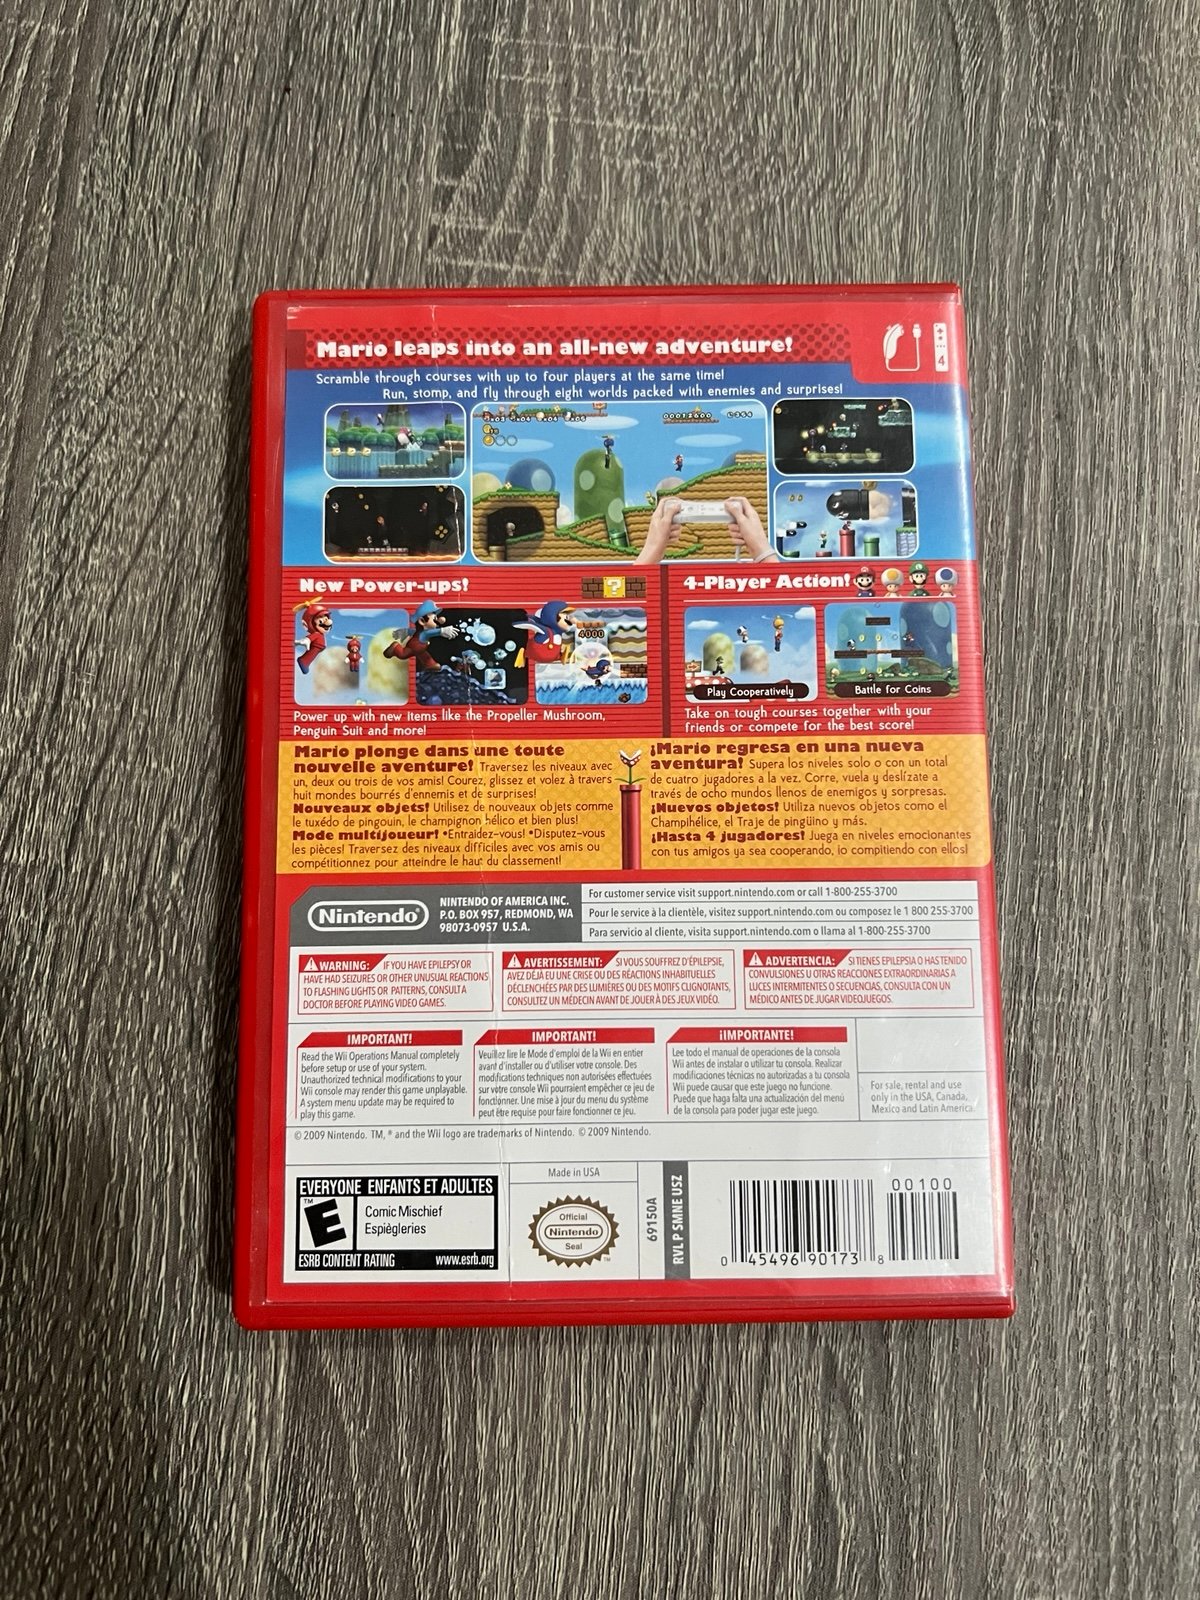 Mario leaps into an all-new adventure!
4
Scramble through courses with up to four players at the same time!
Run, stomp, and fly through eight worlds packed with enemies and surprises!
00012600
New Power-ups!
4-Player Action!
?
4000
Play Cooperatively
Battle for Coins
Power up with new items like the Propeller Mushroom,
Penguin Suit and more!
Take on tough courses together with your
friends or compete for the best score!
Mario plonge dans une toute
nouvelle aventure! Traversez les niveaux avec
un, deux ou trois de vos amis! Courez, glissez et volez à travers
huit mondes bourrés d'ennemis et de surprises!
Nouveaux objets! Utilisez de nouveaux objets comme
le tuxédo de pingouin, le champignon hélico et bien plus!
Mode multijoueur! •Entraidez-vous! •Disputez-vous
les pièces! Traversez des niveaux difficiles avec vos amis ou
compétitionnez pour atteindre le haut du classement!
¡Mario regresa en una nueva
aventura! Supera los niveles solo o con un total
de cuatro jugadores a la vez. Corre, vuela y deslízate a
través de ocho mundos llenos de enemigos y sorpresas.
¡Nuevos objetos! Utiliza nuevos objetos como el
Champihélice, el Traje de pingüino y más.
¡Hasta 4 jugadores! Juega en niveles emocionantes
con tus amigos ya sea cooperando, lo compitiendo con ellos!
Nintendo®
NINTENDO OF AMERICA INC.
P.O. BOX 957, REDMOND, WA
98073-0957 U.S.A.
For customer service visit support.nintendo.com or call 1-800-255-3700
Pour le service à la clientèle, visitez support.nintendo.com ou composez le 1 800 255-3700
Para servicio al cliente, visita support.nintendo.com o llama al 1-800-255-3700
WARNING: IF YOU HAVE EPILEPSY OR
HAVE HAD SEIZURES OR OTHER UNUSUAL REACTIONS
TO FLASHING LIGHTS OR PATTERNS, CONSULT A
DOCTOR BEFORE PLAYING VIDEO GAMES.
AVERTISSEMENT: SI VOUS SOUFFREZ D'ÉPILEPSIE,
AVEZ DÉJÀ EU UNE CRISE OU DES RÉACTIONS INHABITUELLES
DÉCLENCHÉES PAR DES LUMIÈRES OU DES MOTIFS CLIGNOTANTS,
CONSULTEZ UN MÉDECIN AVANT DE JOUER À DES JEUX VIDÉO.
ADVERTENCIA: SI TIENES EPILEPSIA O HAS TENIDO
CONVULSIONES U OTRAS REACCIONES EXTRAORDINARIAS A
LUCES INTERMITENTES O SECUENCIAS, CONSULTA CON UN
MÉDICO ANTES DE JUGAR VIDEOJUEGOS.
IMPORTANT!
Read the Wii Operations Manual completely
before setup or use of your system.
Unauthorized technical modifications to your
Wii console may render this game unplayable.
A system menu update may be required to
play this game.
IMPORTANT!
Veuillez lire le Mode d'emploi de la Wii en entier
avant d'installer ou d'utiliser votre console. Des
modifications techniques non autorisées effectuées
sur votre console Wii pourraient empêcher ce jeu de
fonctionner. Une mise à jour du menu du système
peut être requise pour faire fonctionner ce jeu.
¡IMPORTANTE!
Lee todo el manual de operaciones de la consola
Wii antes de instalar o utilizar tu consola. Realizar
modificaciones técnicas no autorizadas a tu consola
Wii puede causar que este juego no funcione.
Puede que haga falta una actualización del menú
de la consola para poder jugar este juego.
For sale, rental and use
only in the USA, Canada,
Mexico and Latin America.
© 2009 Nintendo. TM, ® and the Wii logo are trademarks of Nintendo. © 2009 Nintendo.
EVERYONE ENFANTS ET ADULTES
E
TM
Comic Mischief
Espiègleries
ESRB CONTENT RATING www.esrb.org
Made in USA
Official
Nintendo
Seal
TM
69150A
RVL P SMNE USZ
00100
0 45496 90173 8